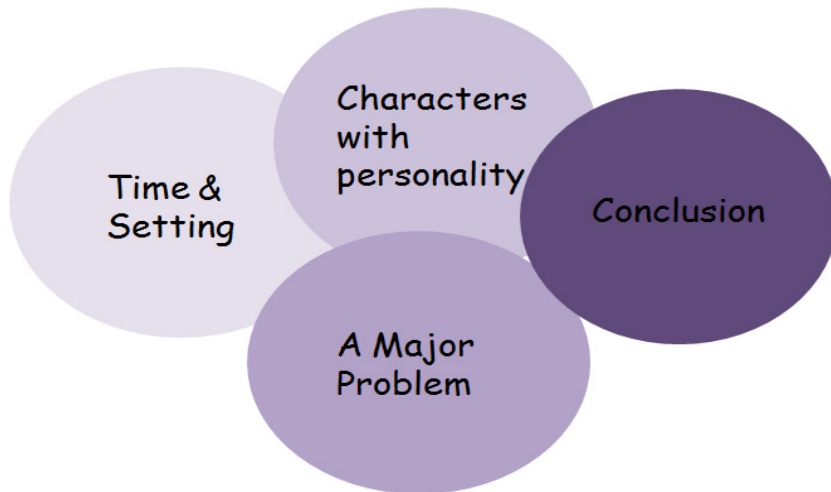 Time &
Setting
Characters
with
personality
A Major
Problem
Conclusion